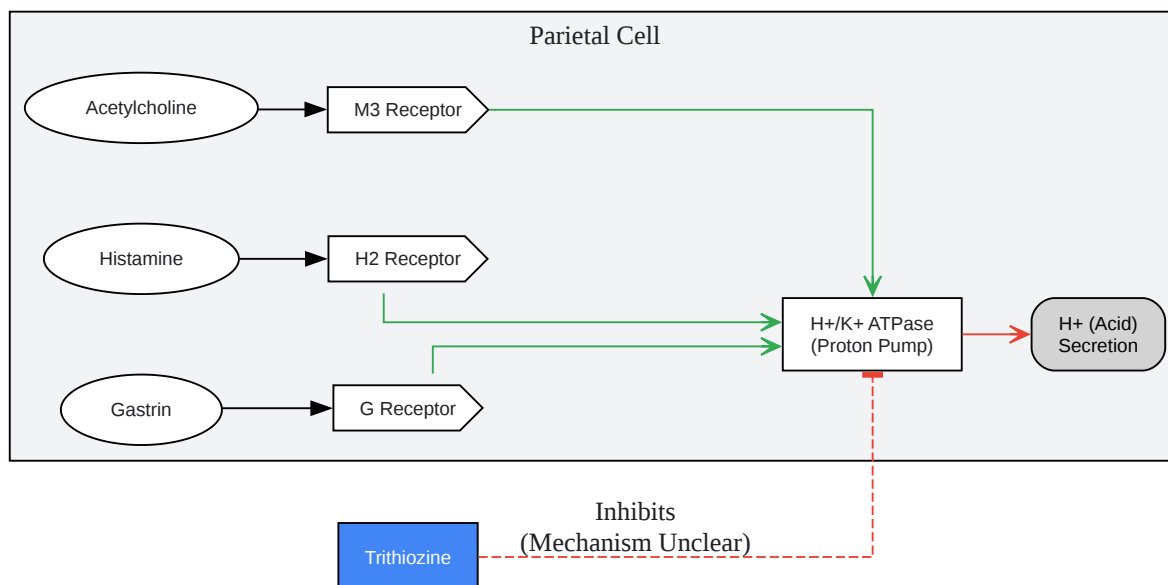 Parietal Cell
Acetylcholine
M3 Receptor
Histamine
H2 Receptor
H+/K+ ATPase
(Proton Pump)
H+ (Acid)
Secretion
Gastrin
G Receptor
Inhibits
(Mechanism Unclear)
Trithiozine